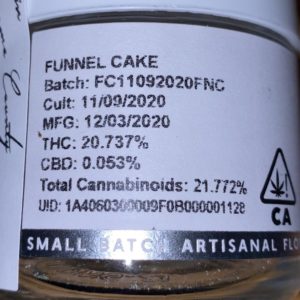 FUNNEL CAKE
Batch: FC11092020FNC
Cult: 11/09/2020
MFG: 12/03/2020
THC: 20.737%
CBD: 0.053%
Total Cannabinoids: 21.772%
UID: 1A4060300009F0B000001128
CA
SMALL BATCH ARTISANAL FLO